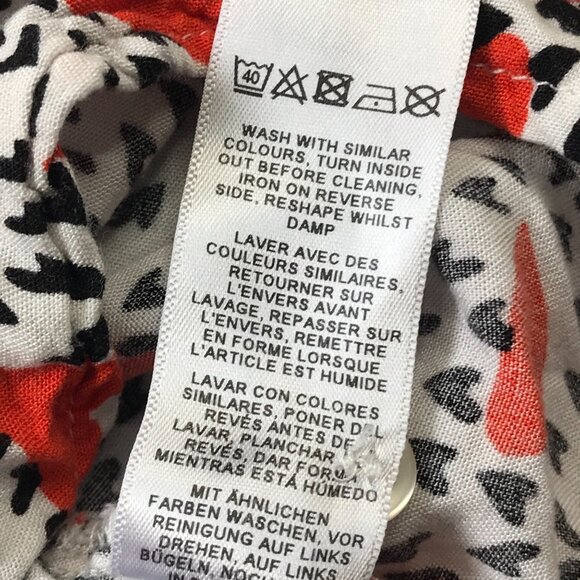 40
WASH WITH SIMILAR
COLOURS, TURN INSIDE
OUT BEFORE CLEANING,
IRON ON REVERSE
SIDE, RESHAPE WHILST
DAMP
LAVER AVEC DES
COULEURS SIMILAIRES,
RETOURNER SUR
L'ENVERS AVANT
LAVAGE, REPASSER SUR
L'ENVERS, REMETTRE
EN FORME LORSQUE
L'ARTICLE EST HUMIDE
LAVAR CON COLORES
SIMILARES, PONER DEL
REVÉS ANTES DE
LAVAR, PLANCHAR
REVÉS, DAR FORMA
MIENTRAS ESTÁ HÚMEDO
MIT ÄHNLICHEN
FARBEN WASCHEN, VOR
REINIGUNG AUF LINKS
DREHEN, AUF LINKS
BÜGELN, NOCH